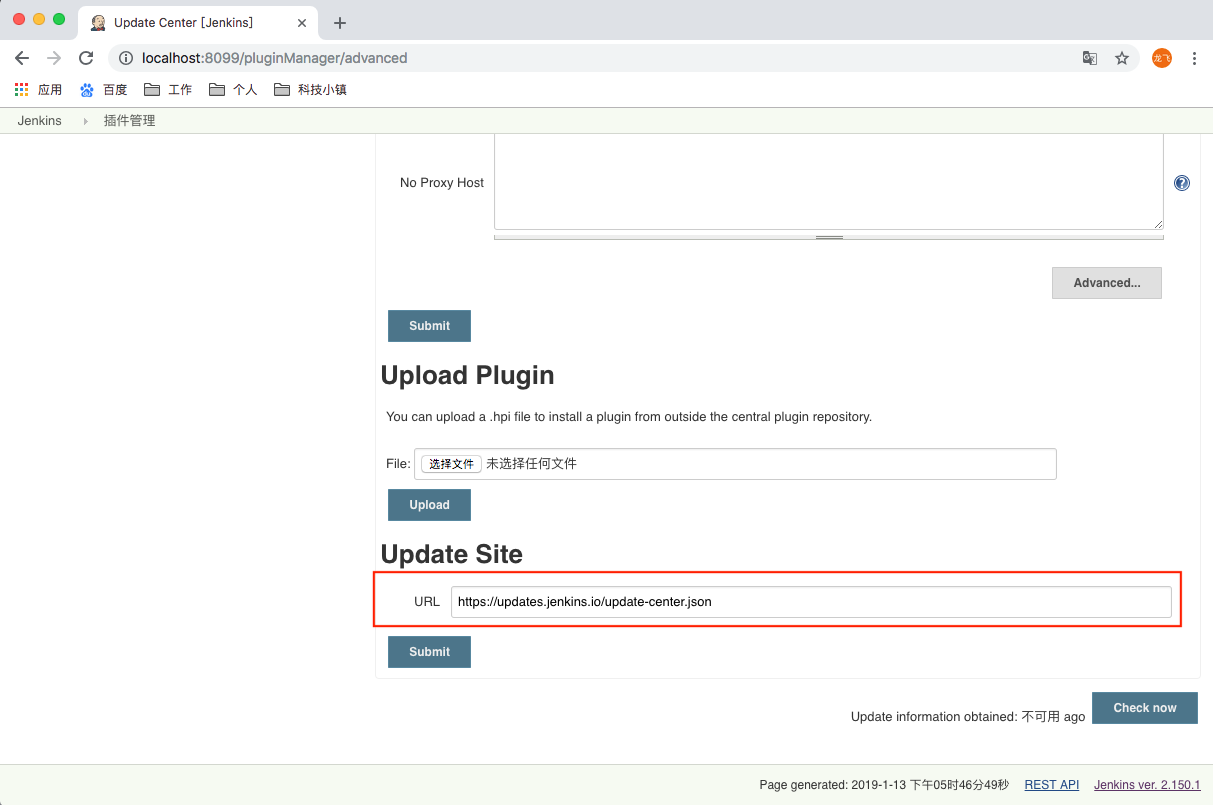 Update Center [Jenkins]
localhost:8099/pluginManager/advanced
龙飞
应用 百度 工作 个人 科技小镇
Jenkins 插件管理
No Proxy Host
Advanced...
Submit
Upload Plugin
You can upload a .hpi file to install a plugin from outside the central plugin repository.
File: 选择文件 未选择任何文件
Upload
Update Site
URL https://updates.jenkins.io/update-center.json
Submit
Update information obtained: 不可用 ago Check now
Page generated: 2019-1-13 下午05时46分49秒 REST API Jenkins ver. 2.150.1